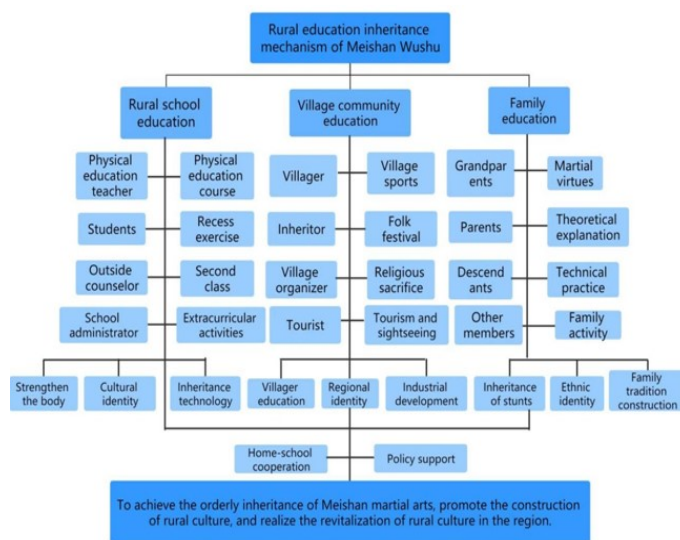 Rural education inheritance
mechanism of Meishan Wushu
Rural school
education
Village community
education
Family
education
Physical
education
teacher
Physical
education
course
Villager
Village
sports
Grandpar
ents
Martial
virtues
Students
Recess
exercise
Inheritor
Folk
festival
Parents
Theoretical
explanation
Outside
counselor
Second
class
Village
organizer
Religious
sacrifice
Descend
ants
Technical
practice
School
administrator
Extracurricular
activities
Tourist
Tourism and
sightseeing
Other
members
Family
activity
Strengthen
the body
Cultural
identity
Inheritance
technology
Villager
education
Regional
identity
Industrial
development
Inheritance
of stunts
Ethnic
identity
Family
tradition
construction
Home-school
cooperation
Policy support
To achieve the orderly inheritance of Meishan martial arts, promote the construction
of rural culture, and realize the revitalization of rural culture in the region.